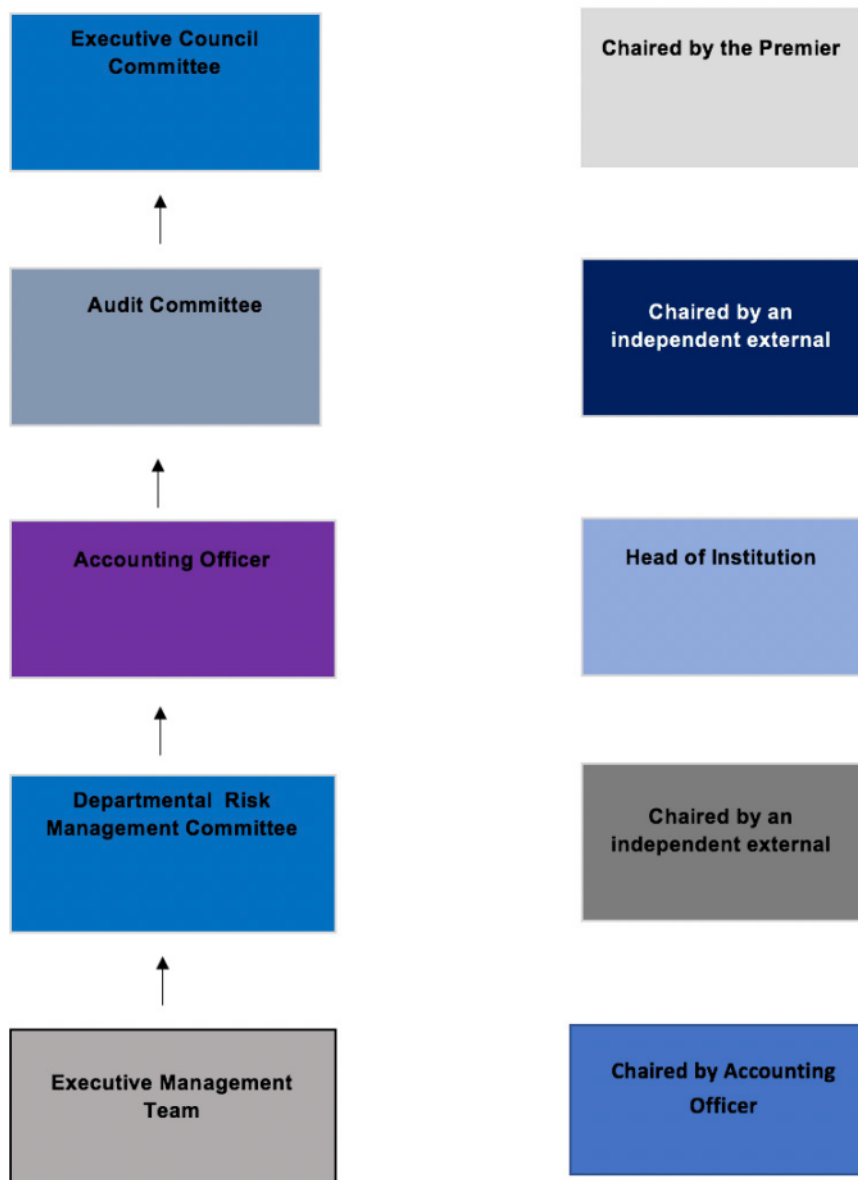 Executive Council
Committee
Chaired by the Premier
Audit Committee
Chaired by an
independent external
Accounting Officer
Head of Institution
Departmental Risk
Management Committee
Chaired by an
independent external
Executive Management
Team
Chaired by Accounting
Officer